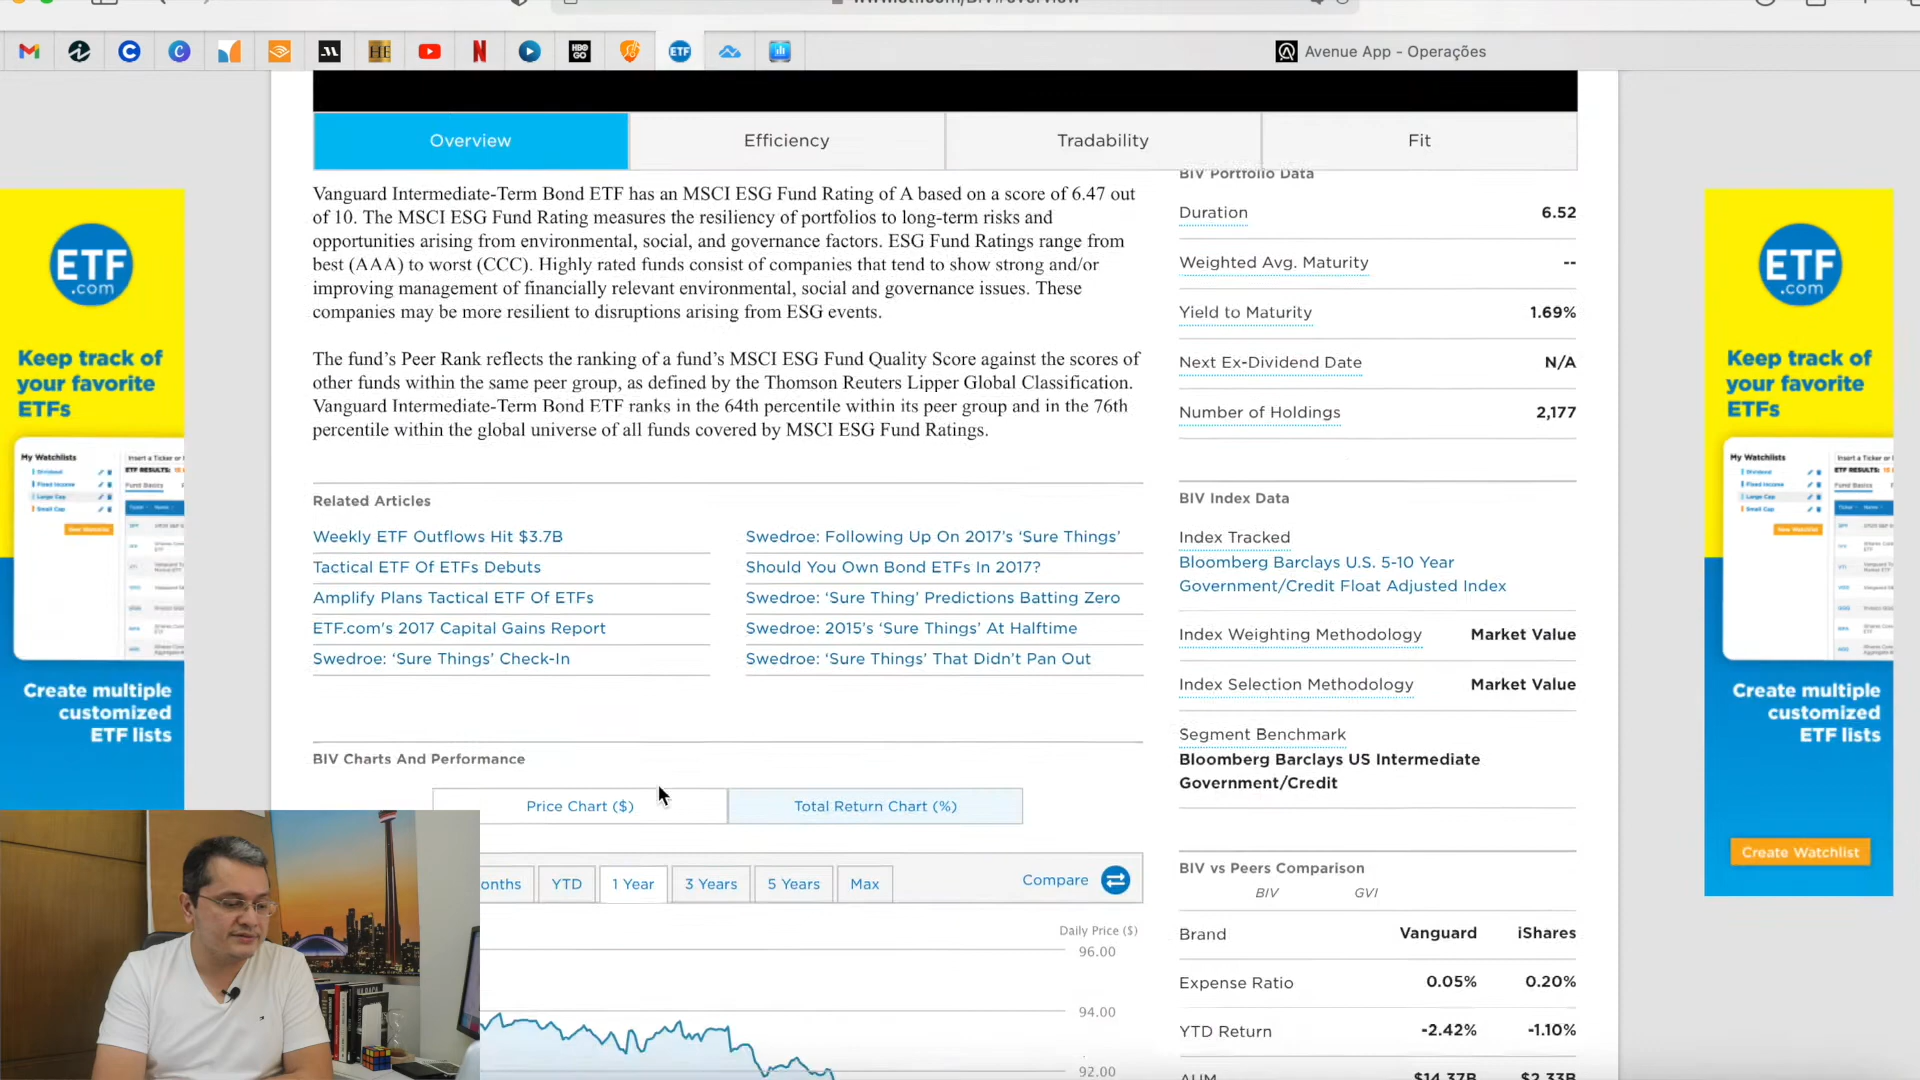 Avenue App - Operações
Overview
Efficiency
Tradability
Fit
Vanguard Intermediate-Term Bond ETF has an MSCI ESG Fund Rating of A based on a score of 6.47 out
of 10. The MSCI ESG Fund Rating measures the resiliency of portfolios to long-term risks and
opportunities arising from environmental, social, and governance factors. ESG Fund Ratings range from
best (AAA) to worst (CCC). Highly rated funds consist of companies that tend to show strong and/or
improving management of financially relevant environmental, social and governance issues. These
companies may be more resilient to disruptions arising from ESG events.
The fund’s Peer Rank reflects the ranking of a fund’s MSCI ESG Fund Quality Score against the scores of
other funds within the same peer group, as defined by the Thomson Reuters Lipper Global Classification.
Vanguard Intermediate-Term Bond ETF ranks in the 64th percentile within its peer group and in the 76th
percentile within the global universe of all funds covered by MSCI ESG Fund Ratings.
Related Articles
Weekly ETF Outflows Hit $3.7B
Tactical ETF Of ETFs Debuts
Amplify Plans Tactical ETF Of ETFs
ETF.com's 2017 Capital Gains Report
Swedroe: ‘Sure Things’ Check-In
Swedroe: Following Up On 2017’s ‘Sure Things’
Should You Own Bond ETFs In 2017?
Swedroe: ‘Sure Thing’ Predictions Batting Zero
Swedroe: 2015’s ‘Sure Things’ At Halftime
Swedroe: ‘Sure Things’ That Didn’t Pan Out
BIV Charts And Performance
Price Chart ($)
Total Return Chart (%)
onths
YTD
1 Year
3 Years
5 Years
Max
Compare
Daily Price ($)
96.00
94.00
92.00
BIV Portfolio Data
Duration 6.52
Weighted Avg. Maturity --
Yield to Maturity 1.69%
Next Ex-Dividend Date N/A
Number of Holdings 2,177
BIV Index Data
Index Tracked
Bloomberg Barclays U.S. 5-10 Year
Government/Credit Float Adjusted Index
Index Weighting Methodology Market Value
Index Selection Methodology Market Value
Segment Benchmark
Bloomberg Barclays US Intermediate
Government/Credit
BIV vs Peers Comparison
BIV GVI
Brand Vanguard iShares
Expense Ratio 0.05% 0.20%
YTD Return -2.42% -1.10%
AUM $14.37B $2.33B
ETF
.com
Keep track of
your favorite
ETFs
My Watchlists
Create multiple
customized
ETF lists
ETF
.com
Keep track of
your favorite
ETFs
My Watchlists
Create multiple
customized
ETF lists
Create Watchlist